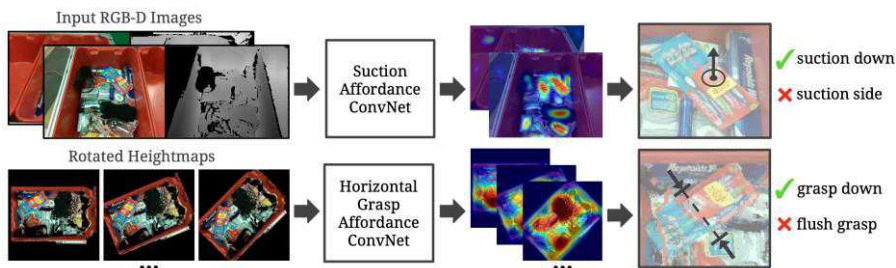 Input RGB-D Images
Suction
Affordance
ConvNet
suction down
suction side
Rotated Heightmaps
Horizontal
Grasp
Affordance
ConvNet
grasp down
flush grasp
...
...